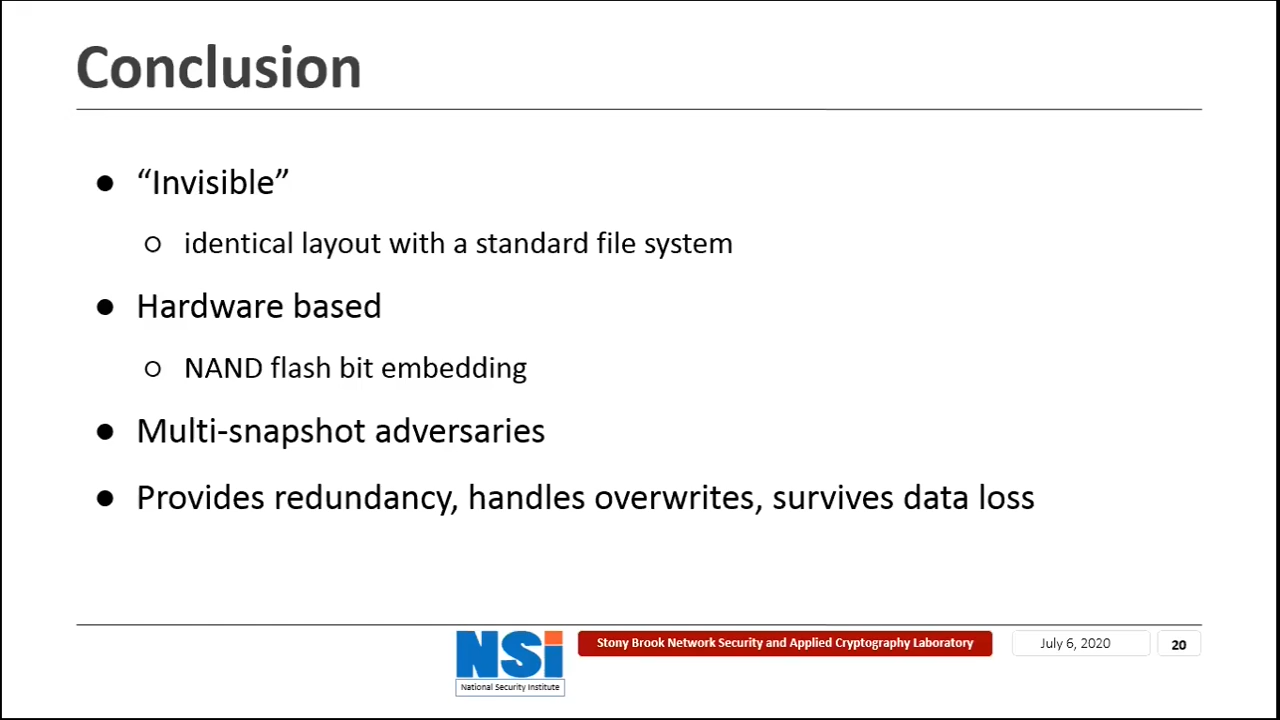 Conclusion
● “Invisible”
○ identical layout with a standard file system
● Hardware based
○ NAND flash bit embedding
● Multi-snapshot adversaries
● Provides redundancy, handles overwrites, survives data loss
NSi
National Security Institute
Stony Brook Network Security and Applied Cryptography Laboratory
July 6, 2020
20